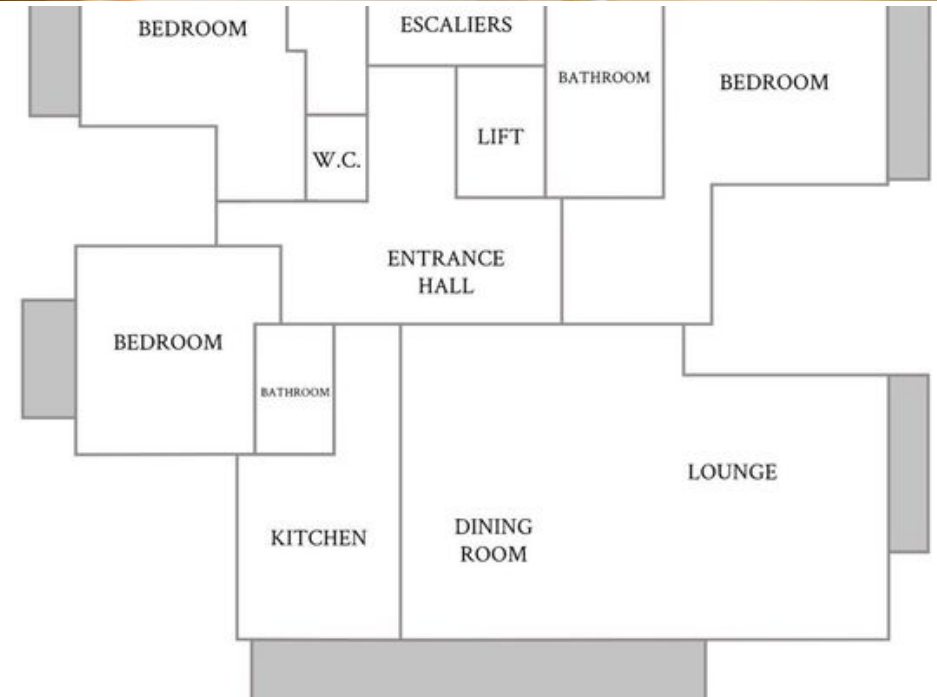 BEDROOM
ESCALIERS
BATHROOM
BEDROOM
LIFT
W.C.
ENTRANCE
HALL
BEDROOM
BATHROOM
LOUNGE
KITCHEN
DINING
ROOM